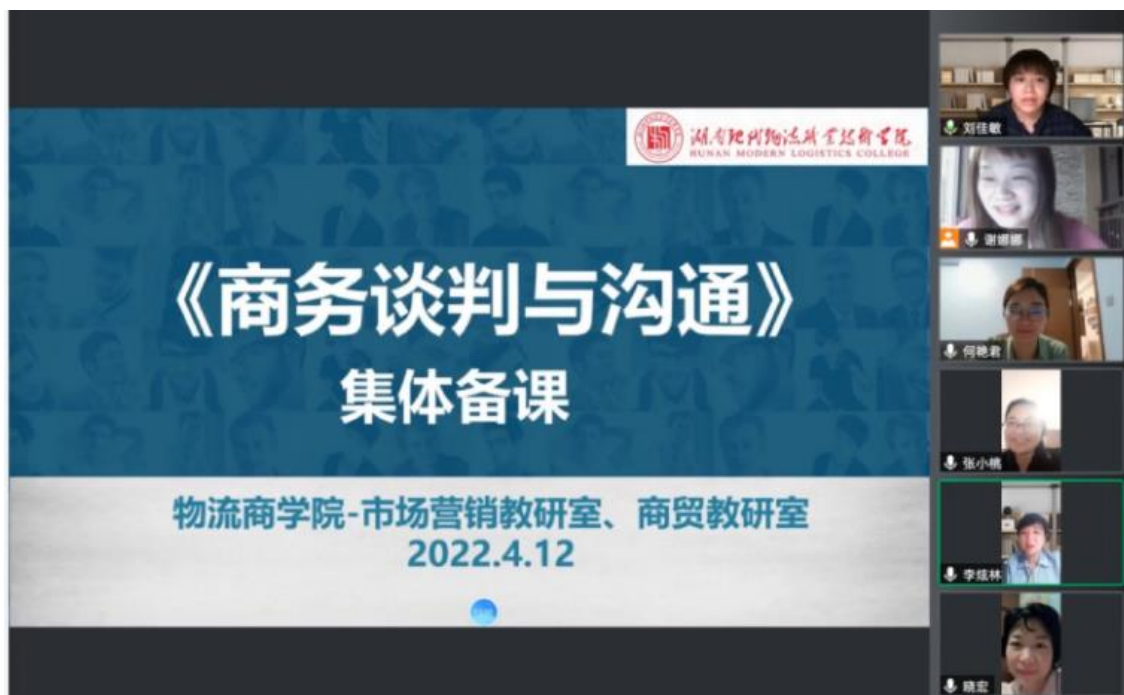 湖南现代物流职业技术学院
HUNAN MODERN LOGISTICS COLLEGE
《商务谈判与沟通》
集体备课
物流商学院-市场营销教研室、商贸教研室
2022.4.12
刘佳敏
谢娜娜
何艳君
张小桃
李炫林
晓宏